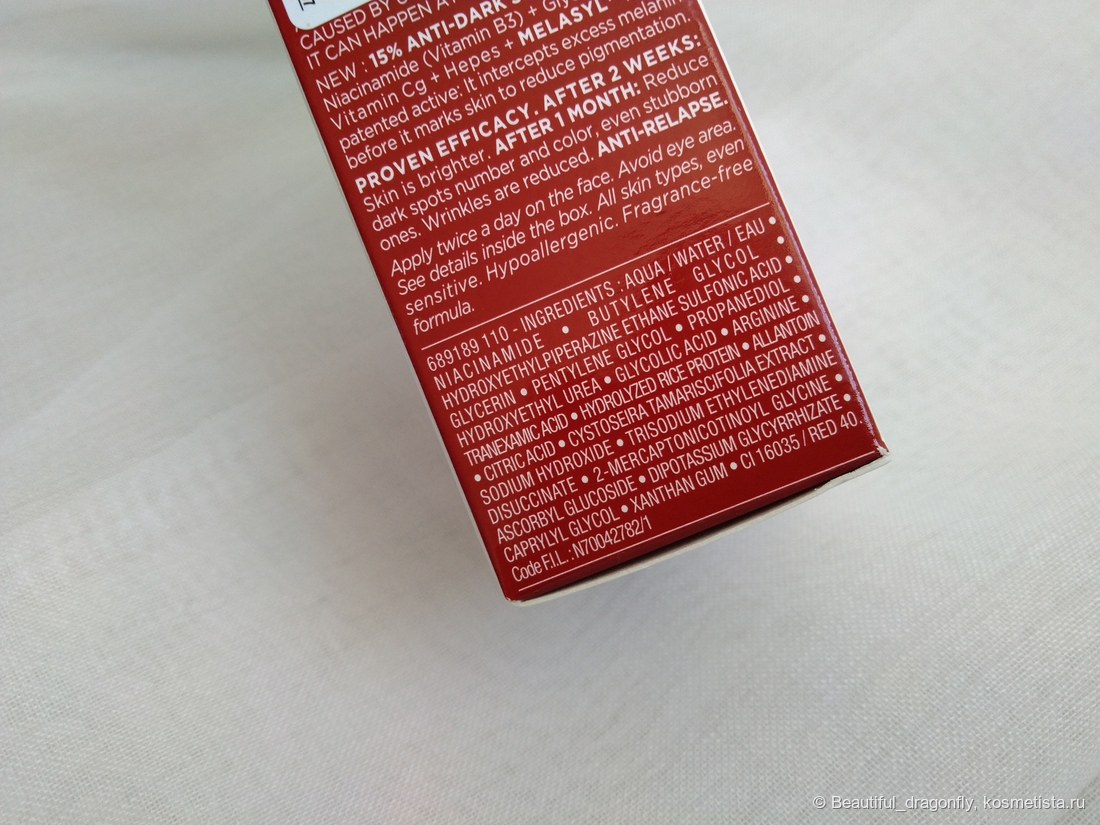 CAUSED BY
IT CAN HAPPEN A
NEW : 15% ANTI-DARK
Niacinamide (Vitamin B3) +
Vitamin Cg + Hepes + MELASYL
patented active: It intercepts excess melanin
before it marks skin to reduce pigmentation.
PROVEN EFFICACY. AFTER 2 WEEKS:
Skin is brighter. AFTER 1 MONTH: Reduce
dark spots number and color, even stubborn
ones. Wrinkles are reduced. ANTI-RELAPSE.
Apply twice a day on the face. Avoid eye area.
See details inside the box. All skin types, even
sensitive. Hypoallergenic. Fragrance-free
formula.
689189 110 - INGREDIENTS : AQUA / WATER / EAU •
NIACINAMIDE • BUTYLENE GLYCOL •
HYDROXYETHYLPIPERAZINE ETHANE SULFONIC ACID •
GLYCERIN • PENTYLENE GLYCOL • PROPANEDIOL •
HYDROXYETHYL UREA • GLYCOLIC ACID • ARGININE •
TRANEXAMIC ACID • HYDROLYZED RICE PROTEIN • ALLANTOIN
• CITRIC ACID • CYSTOSEIRA TAMARISCIFOLIA EXTRACT •
SODIUM HYDROXIDE • TRISODIUM ETHYLENEDIAMINE
DISUCCINATE • 2-MERCAPTONICOTINOYL GLYCINE •
ASCORBYL GLUCOSIDE • DIPOTASSIUM GLYCYRRHIZATE •
CAPRYLYL GLYCOL • XANTHAN GUM • CI 16035 / RED 40.
Code F.I.L. : N70042782/1
© Beautiful_dragonfly, kosmetista.ru